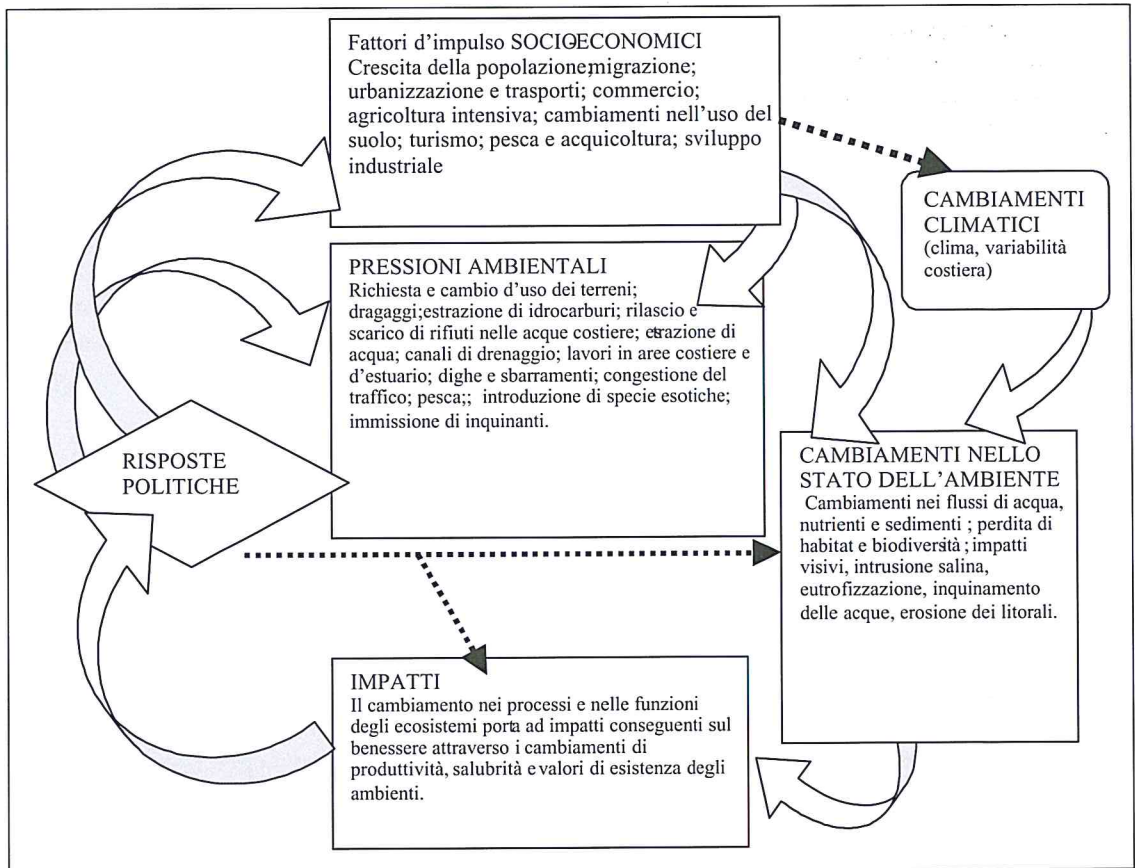 Fattori d'impulso SOCIO-ECONOMICI
Crescita della popolazione;migrazione;
urbanizzazione e trasporti; commercio;
agricoltura intensiva; cambiamenti nell'uso del
suolo; turismo; pesca e acquicoltura; sviluppo
industriale
CAMBIAMENTI
CLIMATICI
(clima, variabilità
costiera)
PRESSIONI AMBIENTALI
Richiesta e cambio d'uso dei terreni;
dragaggi;estrazione di idrocarburi; rilascio e
scarico di rifiuti nelle acque costiere; estrazione di
acqua; canali di drenaggio; lavori in aree costiere e
d'estuario; dighe e sbarramenti; congestione del
traffico; pesca;; introduzione di specie esotiche;
immissione di inquinanti.
RISPOSTE
POLITICHE
CAMBIAMENTI NELLO
STATO DELL'AMBIENTE
Cambiamenti nei flussi di acqua,
nutrienti e sedimenti ; perdita di
habitat e biodiversità ; impatti
visivi, intrusione salina,
eutrofizzazione, inquinamento
delle acque, erosione dei litorali.
IMPATTI
Il cambiamento nei processi e nelle funzioni
degli ecosistemi porta ad impatti conseguenti sul
benessere attraverso i cambiamenti di
produttività, salubrità e valori di esistenza degli
ambienti.